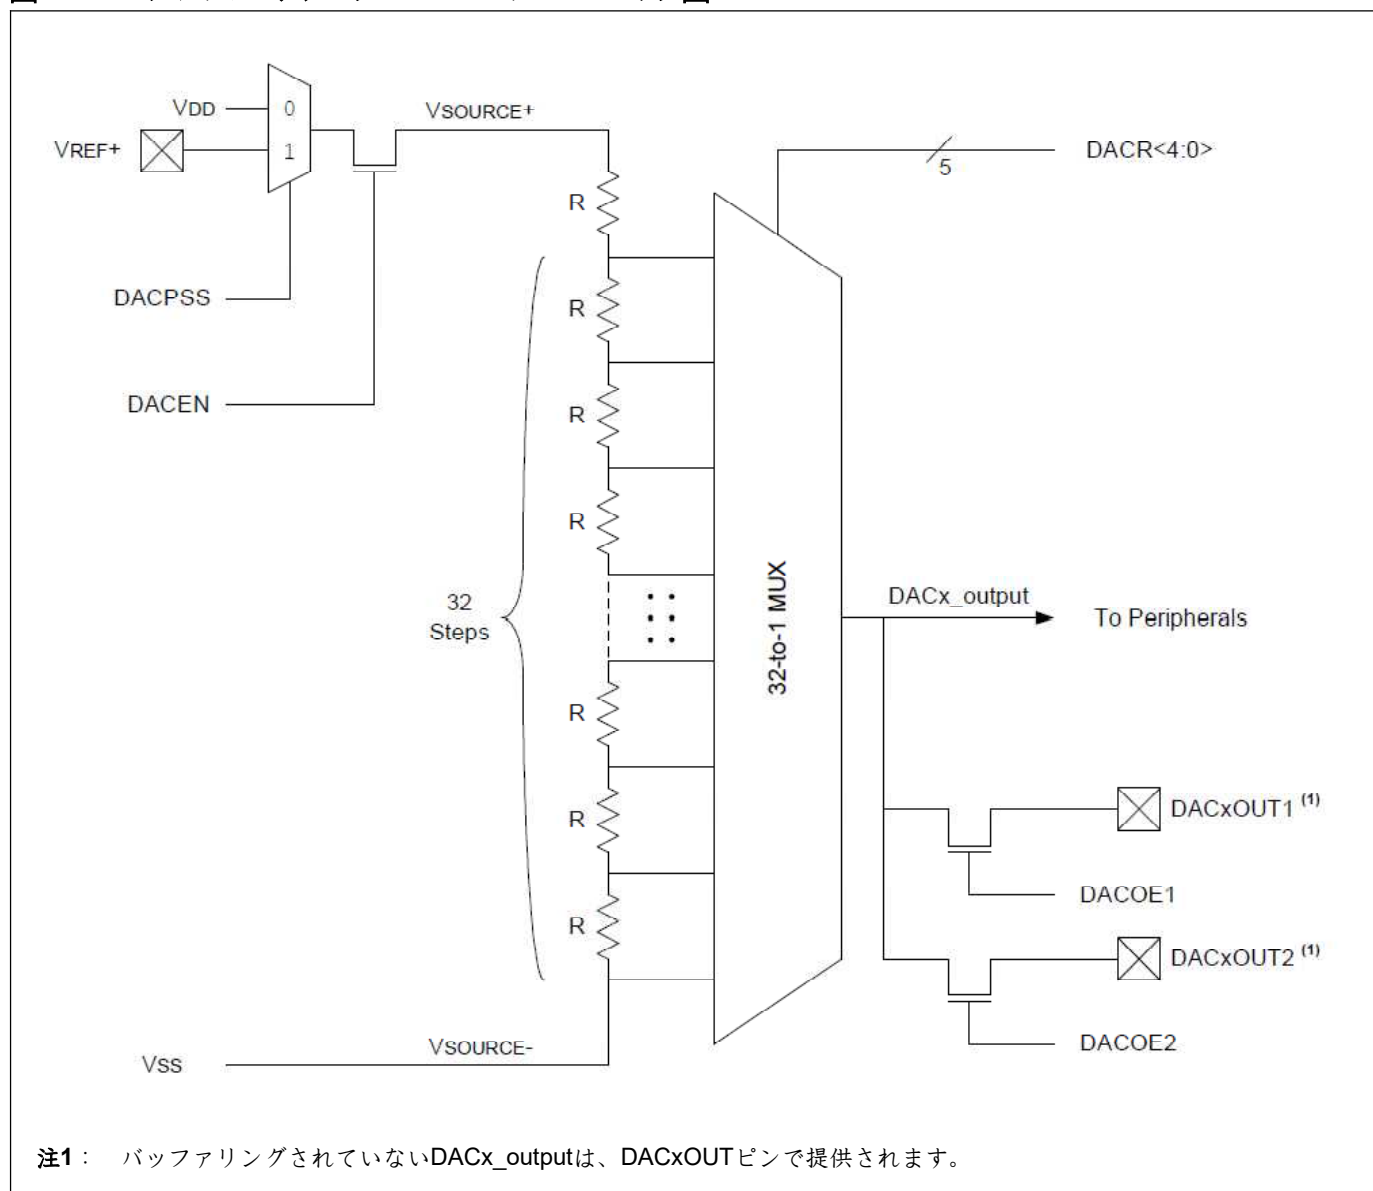 VDD
0
VREF+
1
VSOURCE+
DACR<4:0>
5
R
DACPSS
R
DACEN
R
R
32
Steps
32-to-1 MUX
DACx_output
To Peripherals
R
R
DACxOUT1 (1)
DACOE1
R
DACxOUT2 (1)
DACOE2
VSOURCE-
VSS
注1： バッファリングされていないDACx_outputは、DACxOUTピンで提供されます。